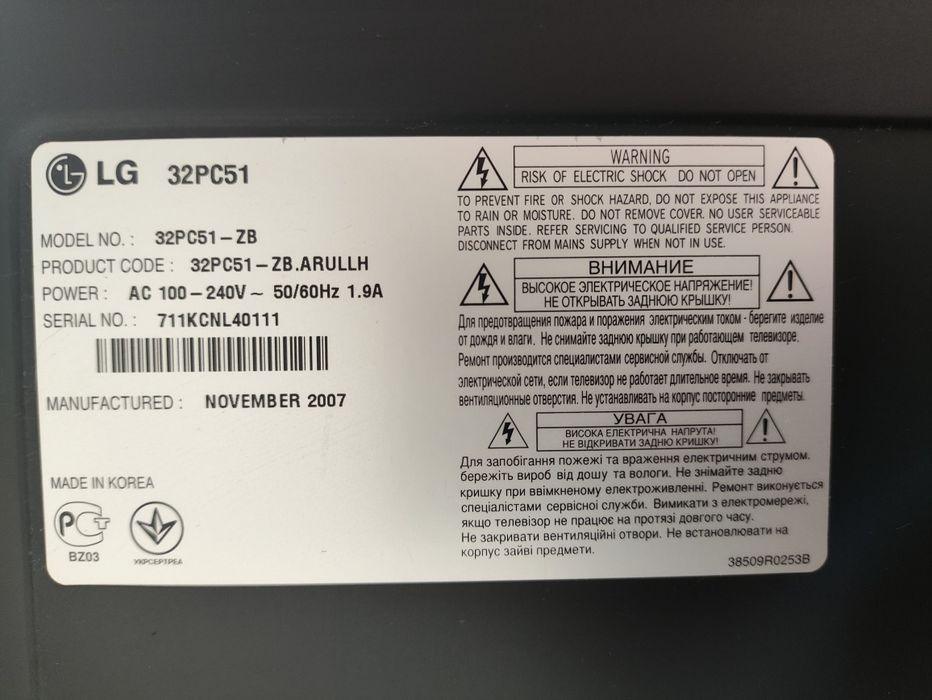 LG 32PC51
MODEL NO. : 32PC51-ZB
PRODUCT CODE : 32PC51-ZB.ARULLH
POWER : AC 100-240V~ 50/60Hz 1.9A
SERIAL NO. : 711KCNL40111
MANUFACTURED : NOVEMBER 2007
MADE IN KOREA
РСТ
BZ03
УКРСЕРТРЕА
WARNING
RISK OF ELECTRIC SHOCK DO NOT OPEN
TO PREVENT FIRE OR SHOCK HAZARD, DO NOT EXPOSE THIS APPLIANCE
TO RAIN OR MOISTURE. DO NOT REMOVE COVER. NO USER SERVICEABLE
PARTS INSIDE. REFER SERVICING TO QUALIFIED SERVICE PERSON.
DISCONNECT FROM MAINS SUPPLY WHEN NOT IN USE.
ВНИМАНИЕ
ВЫСОКОЕ ЭЛЕКТРИЧЕСКОЕ НАПРЯЖЕНИЕ!
НЕ ОТКРЫВАТЬ ЗАДНЮЮ КРЫШКУ!
Для предотвращения пожара и поражения электрическим током - берегите изделие
от дождя и влаги. Не снимайте заднюю крышку при работающем телевизоре.
Ремонт производится специалистами сервисной службы. Отключать от
электрической сети, если телевизор не работает длительное время. Не закрывать
вентиляционные отверстия. Не устанавливать на корпус посторонние предметы.
УВАГА
ВИСОКА ЕЛЕКТРИЧНА НАПРУГА!
НЕ ВІДКРИВАТИ ЗАДНЮ КРИШКУ!
Для запобігання пожежі та враження електричним струмом.
бережіть виріб від дошу та вологи. Не знімайте задню
кришку при ввімкненому електроживленні. Ремонт виконується
спеціалістами сервісної служби. Вимикати з електромережі,
якщо телевізор не працює на протязі довгого часу.
Не закривати вентиляційні отвори. Не встановлювати на
корпус зайві предмети.
38509R0253B